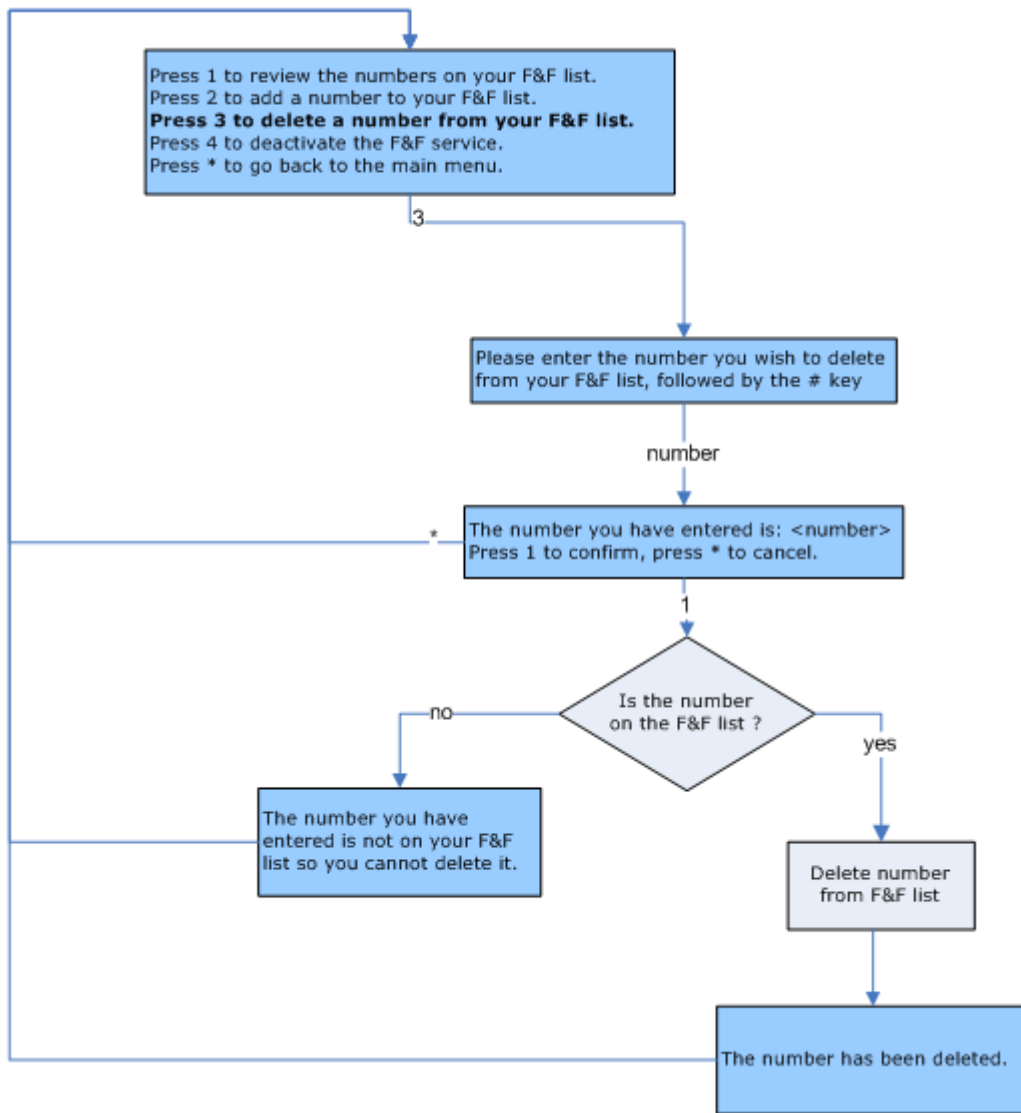 Press 1 to review the numbers on your F&F list.
Press 2 to add a number to your F&F list.
Press 3 to delete a number from your F&F list.
Press 4 to deactivate the F&F service.
Press * to go back to the main menu.
3
Please enter the number you wish to delete
from your F&F list, followed by the # key
number
*
The number you have entered is: <number>
Press 1 to confirm, press * to cancel.
1
Is the number
on the F&F list ?
no
yes
The number you have
entered is not on your F&F
list so you cannot delete it.
Delete number
from F&F list
The number has been deleted.